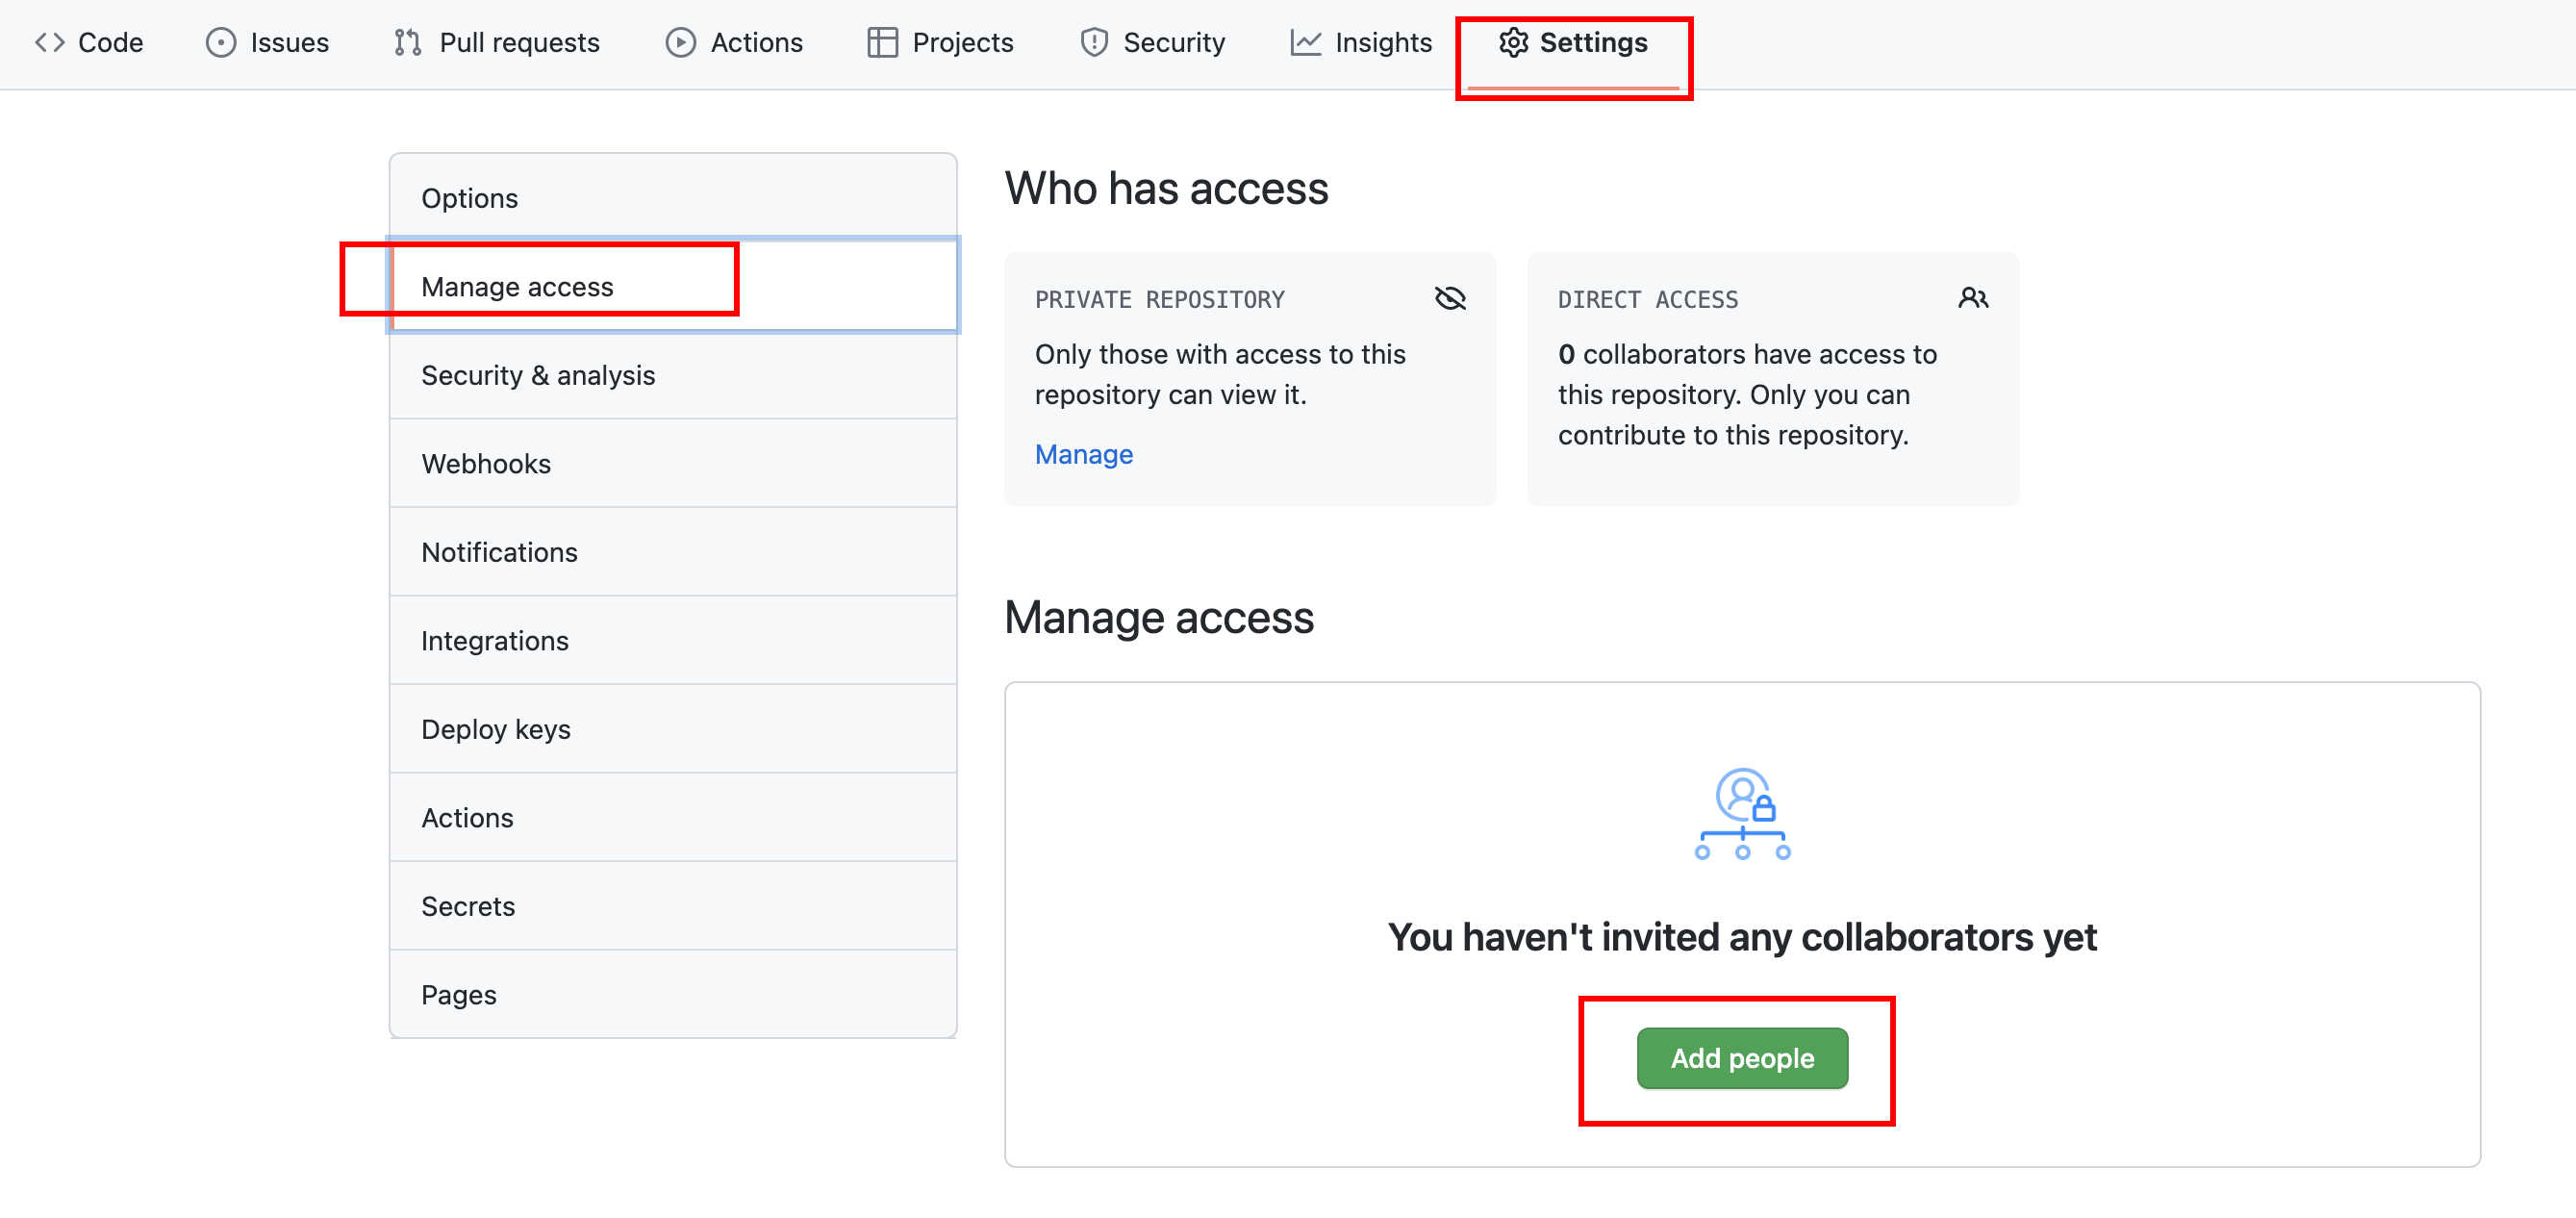 Code Issues Pull requests Actions Projects Security Insights Settings
Options
Manage access
Security & analysis
Webhooks
Notifications
Integrations
Deploy keys
Actions
Secrets
Pages
Who has access
PRIVATE REPOSITORY
Only those with access to this
repository can view it.
Manage
DIRECT ACCESS
0 collaborators have access to
this repository. Only you can
contribute to this repository.
Manage access
You haven't invited any collaborators yet
Add people